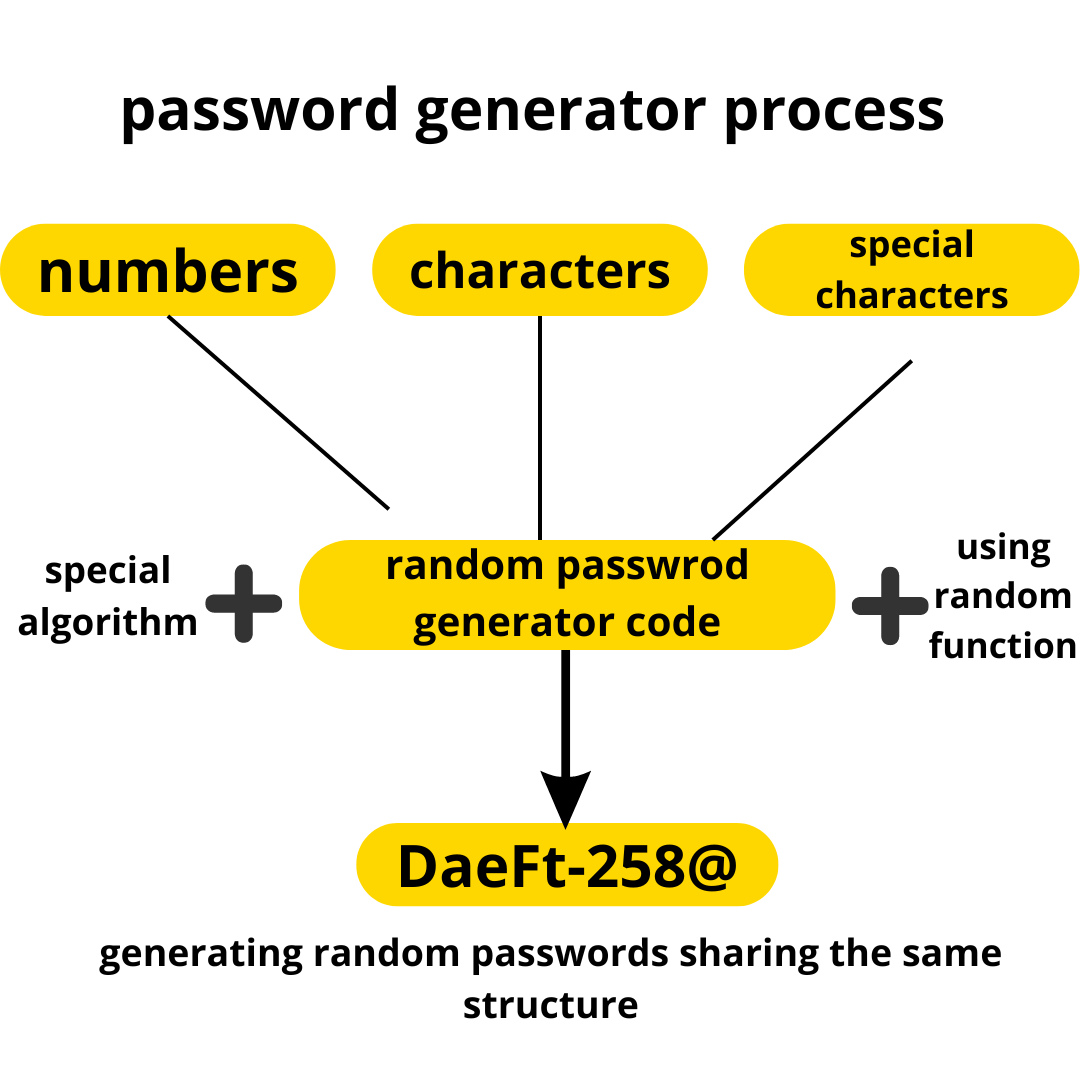 password generator process
numbers
characters
special
characters
special
algorithm
random passwrod
generator code
using
random
function
DaeFt-258@
generating random passwords sharing the same
structure